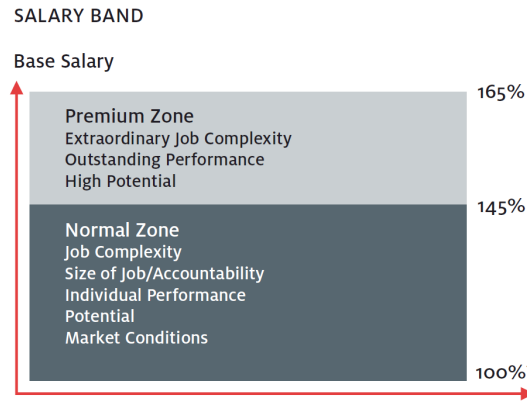 SALARY BAND
Base Salary
165%
Premium Zone
Extraordinary Job Complexity
Outstanding Performance
High Potential
145%
Normal Zone
Job Complexity
Size of Job/Accountability
Individual Performance
Potential
Market Conditions
100%